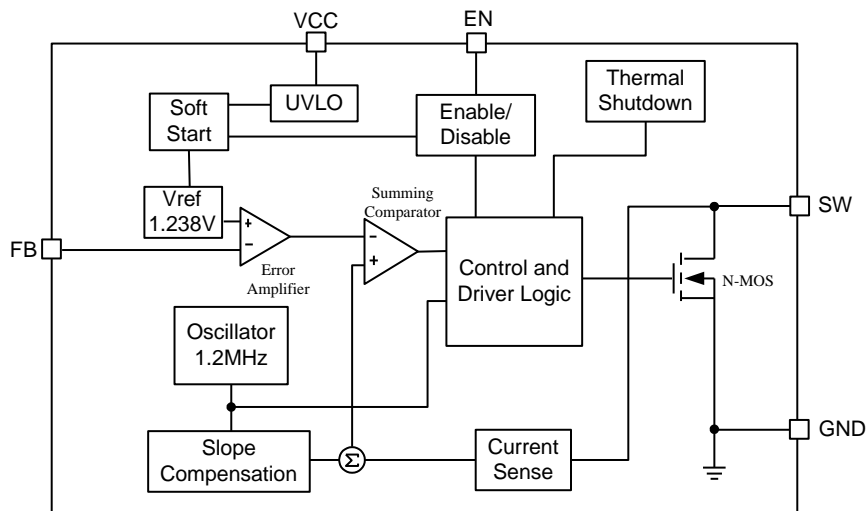 VCC
EN
UVLO
Soft
Start
Enable/
Disable
Thermal
Shutdown
Vref
1.238V
+
−
Error
Amplifier
Summing
Comparator
−
+
Control and
Driver Logic
SW
FB
N-MOS
Oscillator
1.2MHz
Slope
Compensation
Σ
Current
Sense
GND